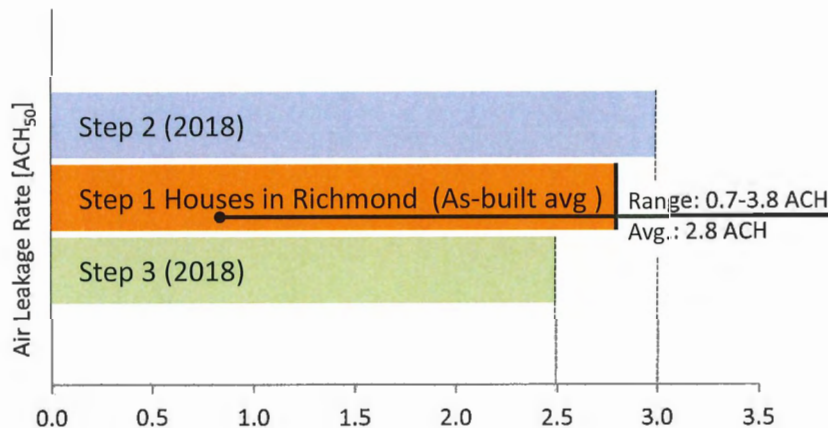 Air Leakage Rate [ACH₅₀]
Step 2 (2018)
Step 1 Houses in Richmond (As-built avg )
Range: 0.7-3.8 ACH
Avg.: 2.8 ACH
Step 3 (2018)
0.0 0.5 1.0 1.5 2.0 2.5 3.0 3.5